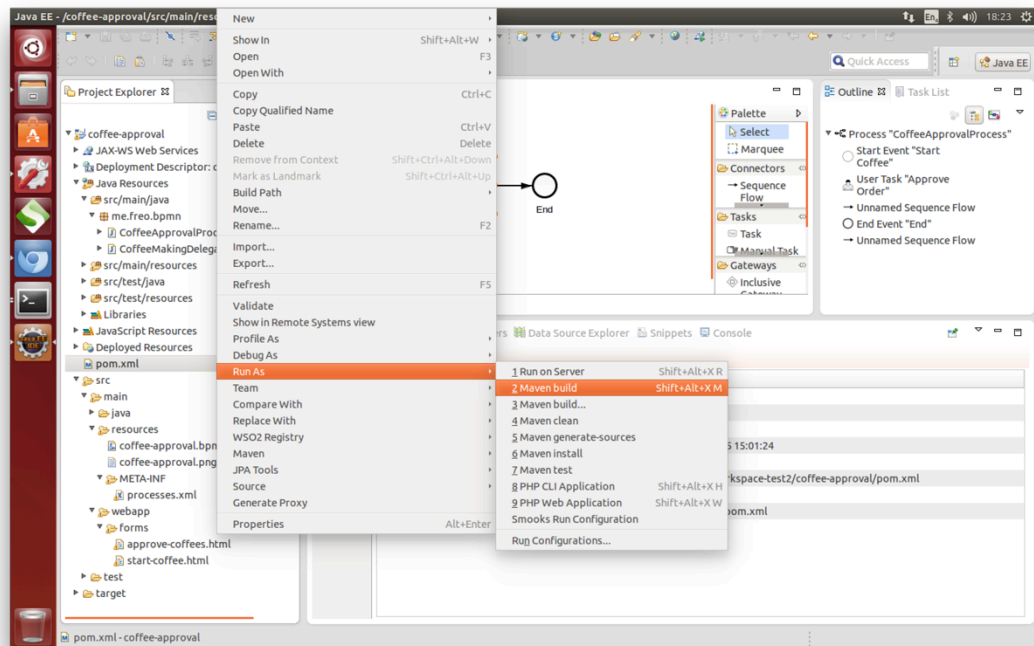 Java EE - /coffee-approval/src/main/res
En
18:23
Quick Access
Java EE
Project Explorer
coffee-approval
JAX-WS Web Services
Deployment Descriptor: c
Java Resources
src/main/java
me.freo.bpmn
CoffeeApprovalProc
CoffeeMakingDelega
src/main/resources
src/test/java
src/test/resources
Libraries
JavaScript Resources
Deployed Resources
pom.xml
src
main
java
resources
coffee-approval.bpn
coffee-approval.png
META-INF
processes.xml
webapp
forms
approve-coffees.html
start-coffee.html
test
target
pom.xml - coffee-approval
New
Show In Shift+Alt+W
Open F3
Open With
Copy Ctrl+C
Copy Qualified Name
Paste Ctrl+V
Delete Delete
Remove from Context Shift+Ctrl+Alt+Down
Mark as Landmark Shift+Ctrl+Alt+Up
Build Path
Move...
Rename... F2
Import...
Export...
Refresh F5
Validate
Show in Remote Systems view
Profile As
Debug As
Run As
Team
Compare With
Replace With
WSO2 Registry
Maven
JPA Tools
Source
Generate Proxy
Properties Alt+Enter
1 Run on Server Shift+Alt+X R
2 Maven build Shift+Alt+X M
3 Maven build...
4 Maven clean
5 Maven generate-sources
6 Maven install
7 Maven test
8 PHP CLI Application Shift+Alt+X H
9 PHP Web Application Shift+Alt+X W
Smooks Run Configuration
Run Configurations...
End
Palette
Select
Marquee
Connectors
Sequence
Flow
Tasks
Task
Manual Task
Gateways
Inclusive
Gateway
Outline
Task List
Process "CoffeeApprovalProcess"
Start Event "Start
Coffee"
User Task "Approve
Order"
Unnamed Sequence Flow
End Event "End"
Unnamed Sequence Flow
rs Data Source Explorer Snippets Console
5 15:01:24
rkspace-test2/coffee-approval/pom.xml
pom.xml